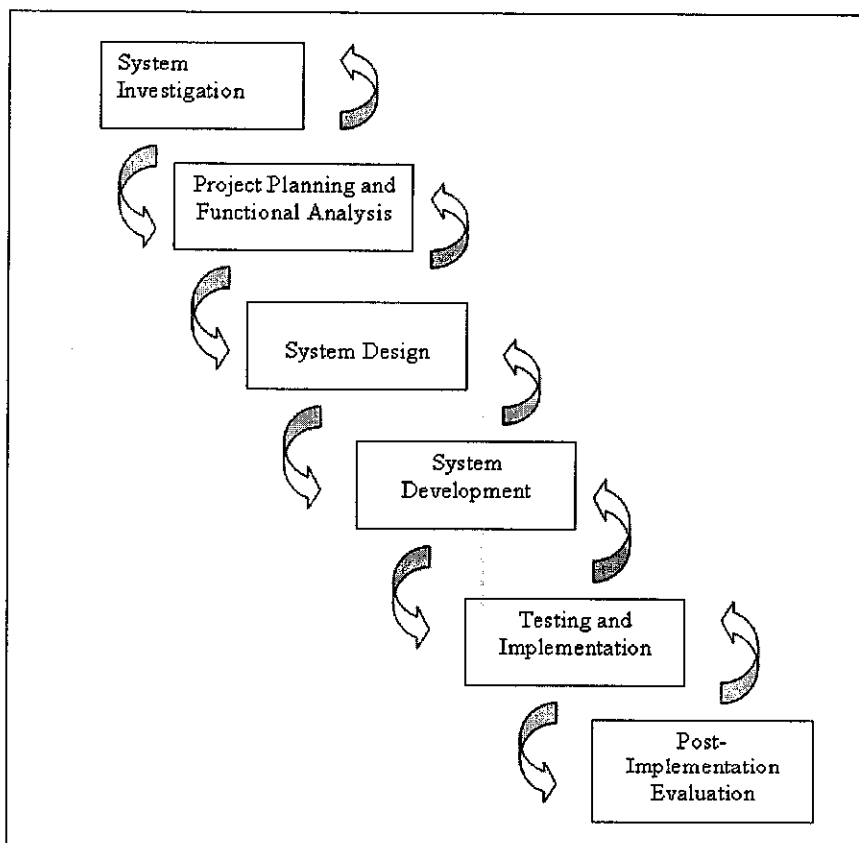 System
Investigation
Project Planning and
Functional Analysis
System Design
System
Development
Testing and
Implementation
Post-
Implementation
Evaluation